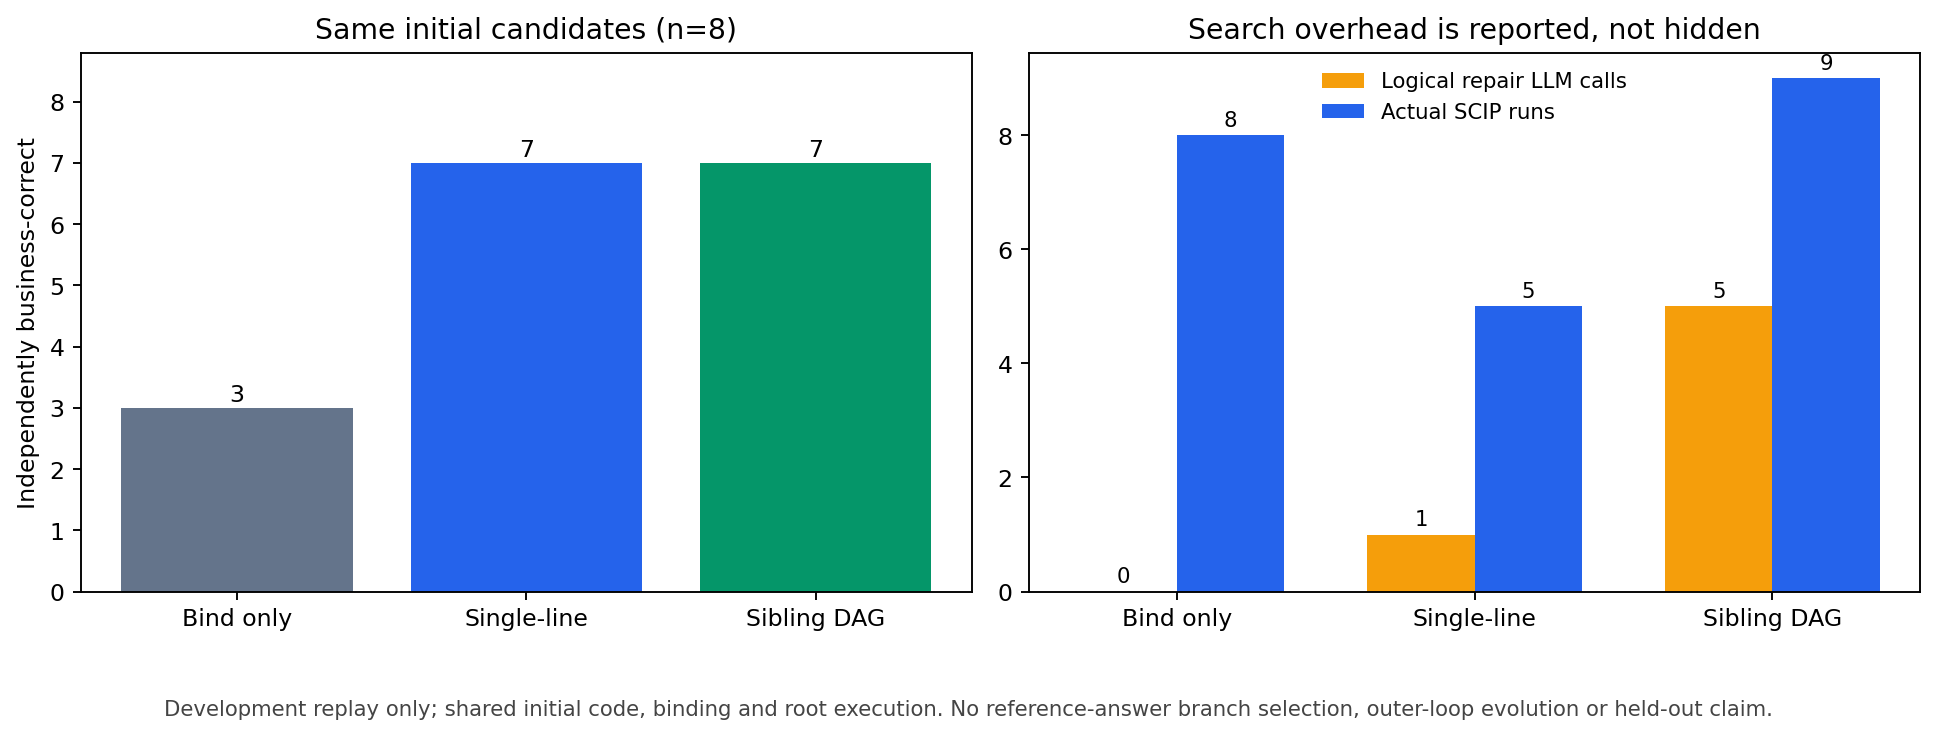 Same initial candidates (n=8)
Independently business-correct
8
7
6
5
4
3
2
1
0
3
7
7
Bind only
Single-line
Sibling DAG
Search overhead is reported, not hidden
Logical repair LLM calls
Actual SCIP runs
8
6
4
2
0
0
8
1
5
5
9
Bind only
Single-line
Sibling DAG
Development replay only; shared initial code, binding and root execution. No reference-answer branch selection, outer-loop evolution or held-out claim.